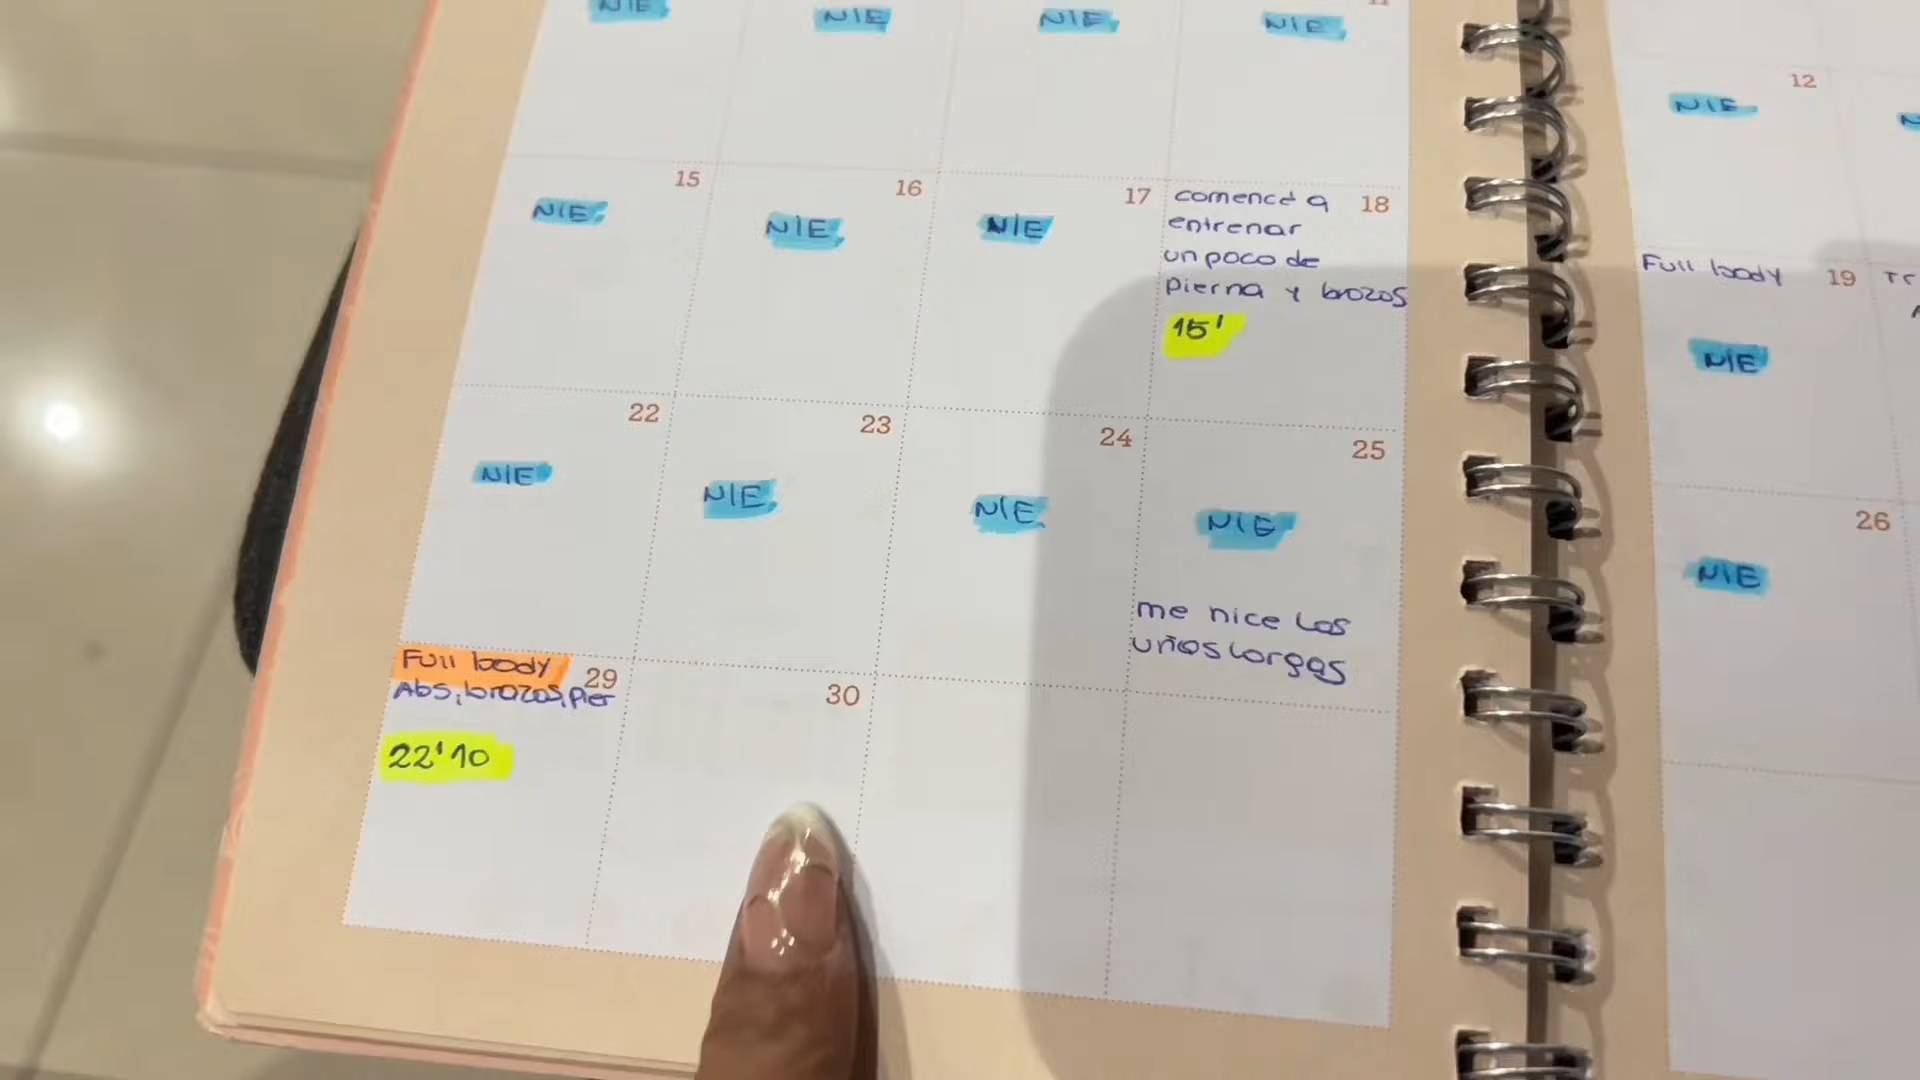 NIE
NIE
NIE
NIE
12
NIE
15
NIE
16
NIE
17
NIE
18
comencé a
entrenar
un poco de
pierna y brazos
15'
Full body
19
NIE
22
NIE
23
NIE
24
NIE
25
NIE
me hice las
uñas largas
26
NIE
Full body
29
Abs, brazos, pier
22'10
30